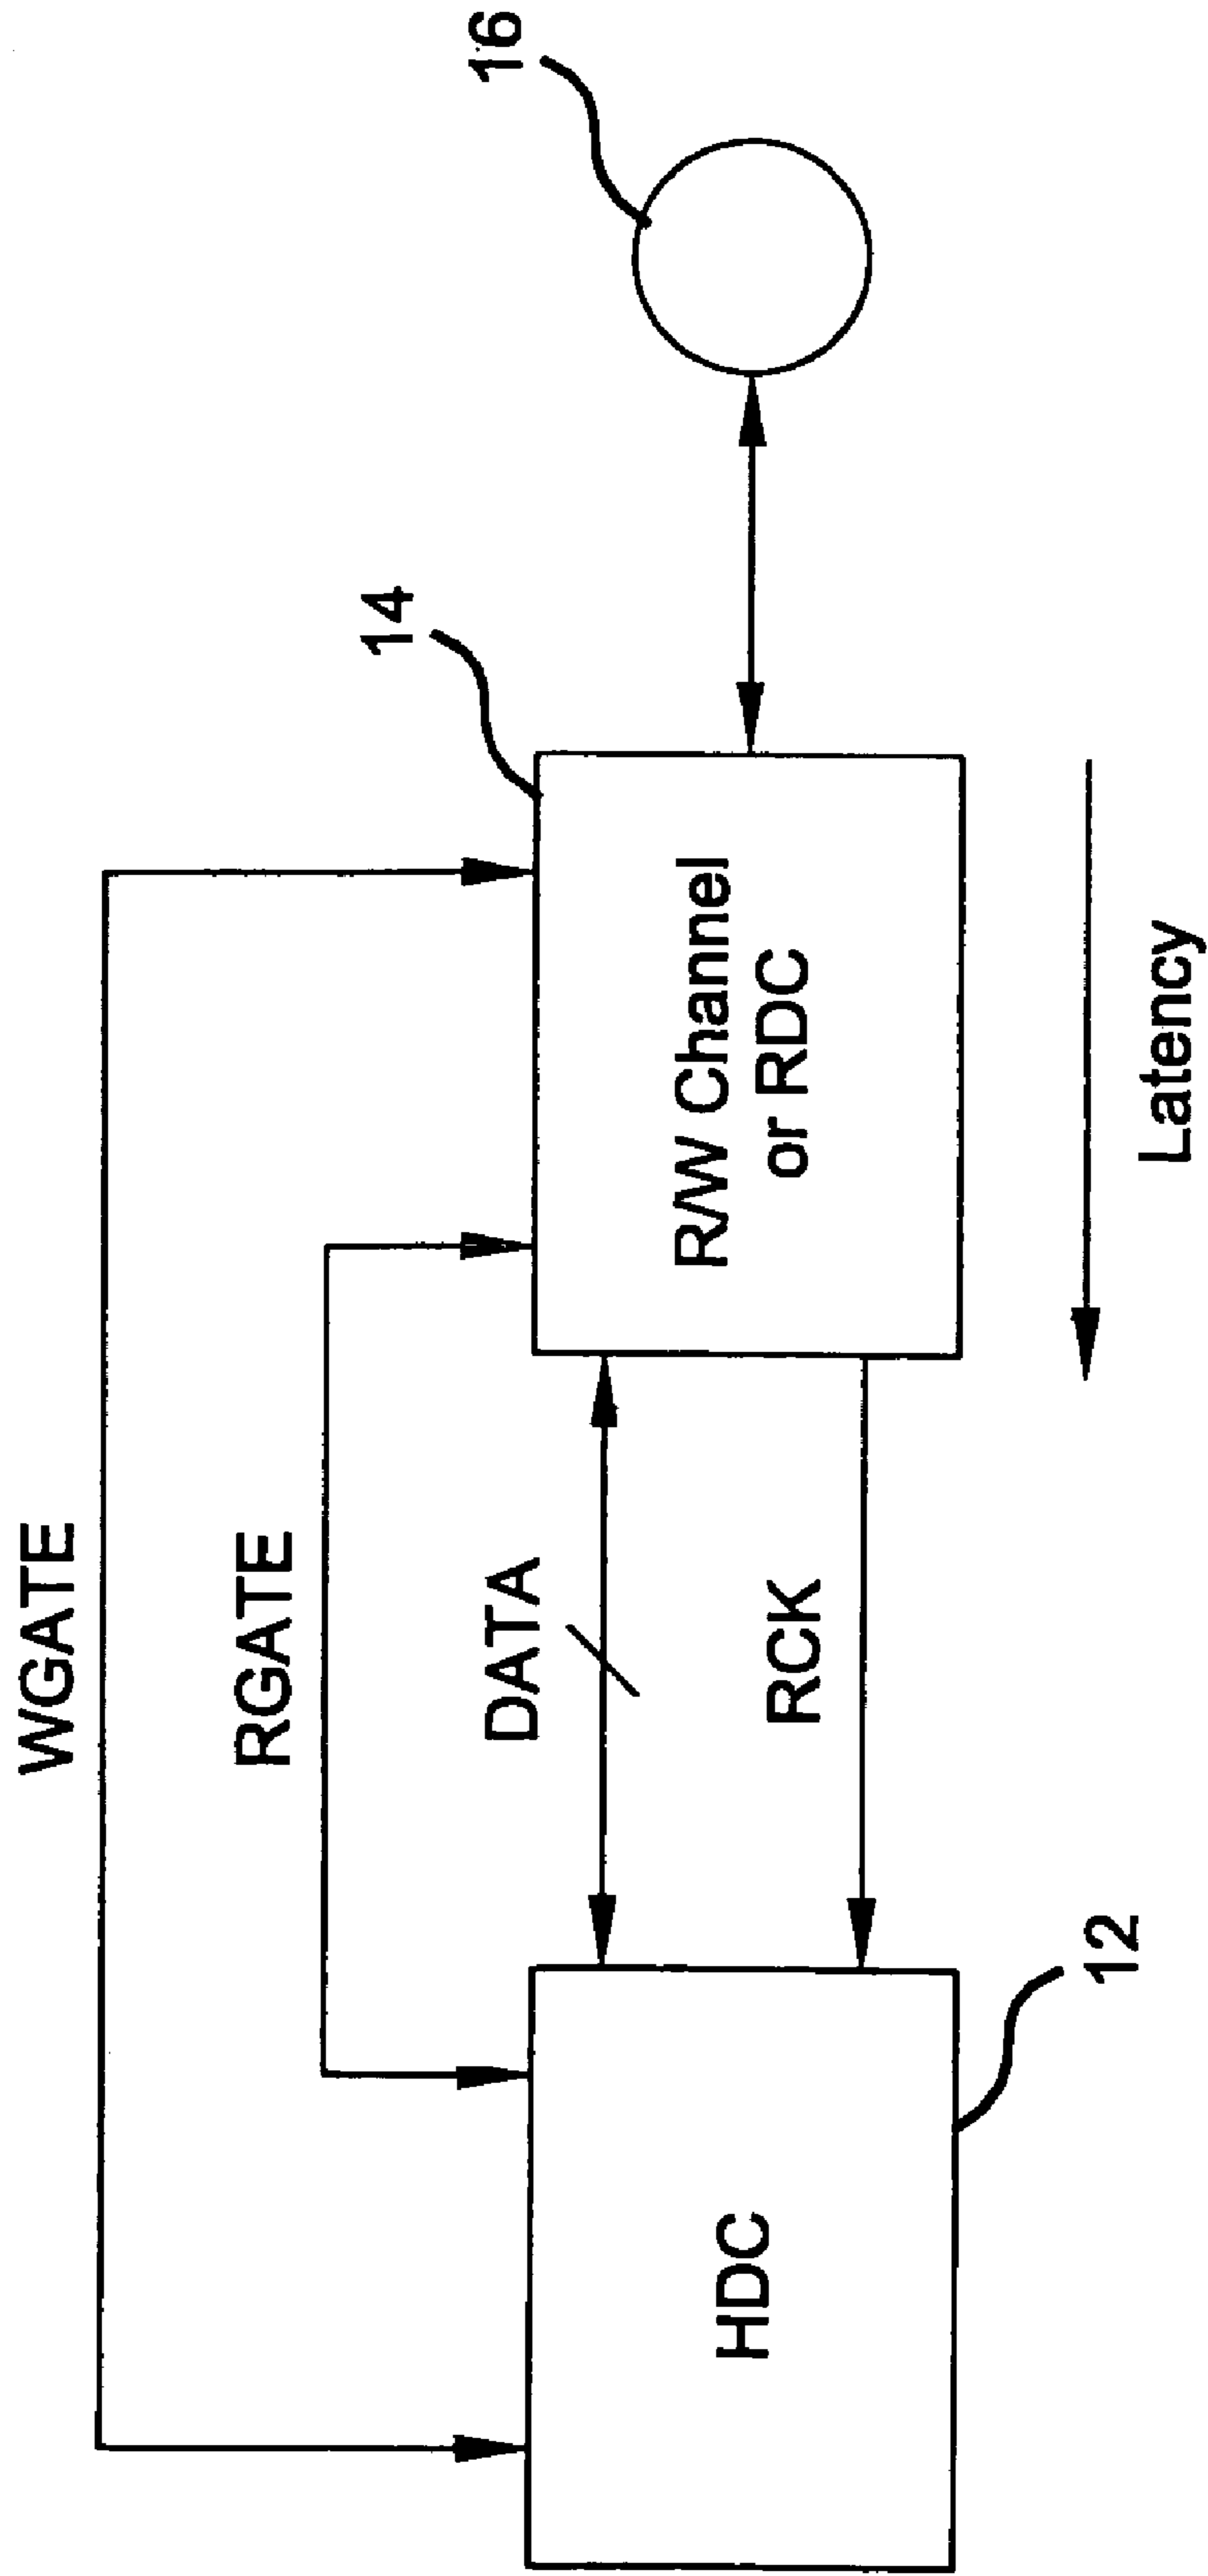 WGATE
RGATE
DATA
RCK
HDC
12
R/W Channel
or RDC
14
16
Latency